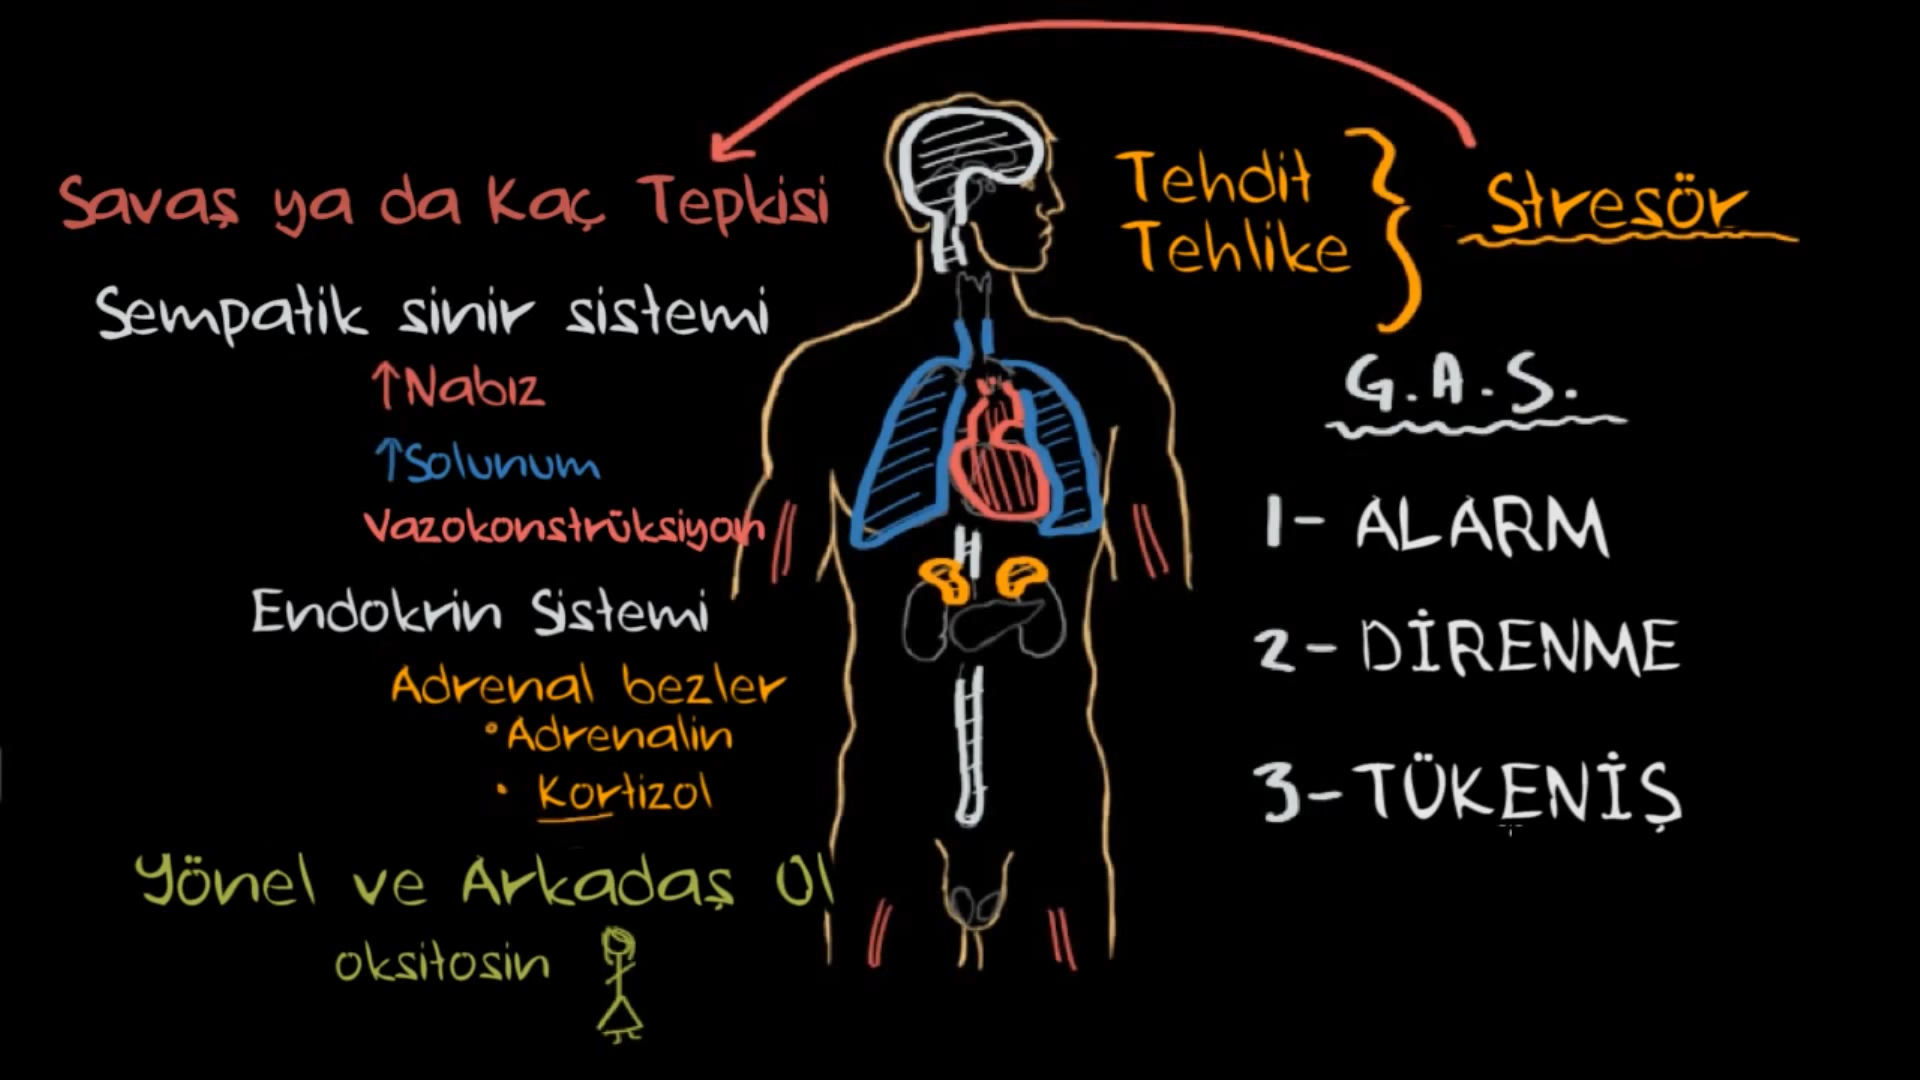 Savaş ya da Kaç Tepkisi
Sempatik sinir sistemi
↑Nabız
↑Solunum
Vazokonstrüksiyon
Endokrin Sistemi
Adrenal bezler
• Adrenalin
• Kortizol
Yönel ve Arkadaş Ol
oksitosin
Tehdit
Tehlike
Stresör
G.A.S.
1- ALARM
2- DİRENME
3- TÜKENİŞ